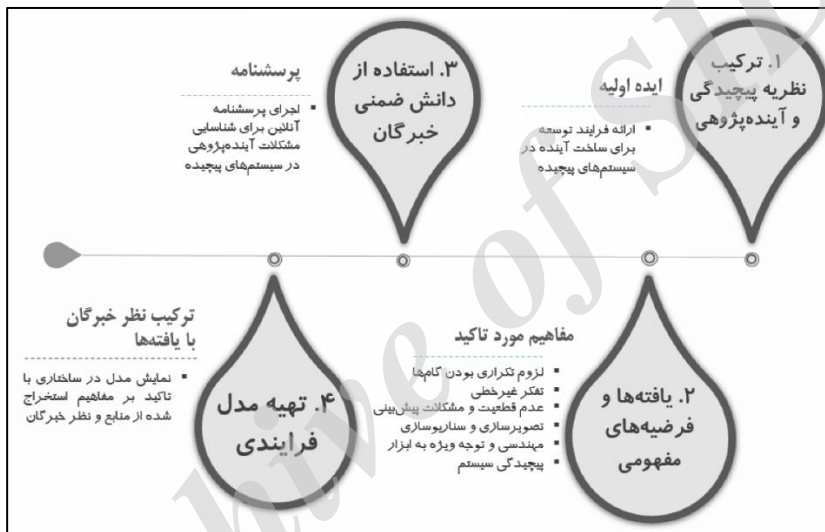 ۱. ترکیب
نظریه پیچیدگی
و آینده‌پژوهی
ایده اولیه
▪ ارائه فرایند توسعه
برای ساخت آینده در
سیستم‌های پیچیده
۲. یافته‌ها و
فرضیه‌های
مفهومی
مفاهیم مورد تاکید
▪ لزوم تکراری بودن گام‌ها
▪ تفکر غیرخطی
▪ عدم قطعیت و مشکلات پیش‌بینی
▪ تصویرسازی و سناریوسازی
▪ مهندسی و توجه ویژه به ابزار
▪ پیچیدگی سیستم
۳. استفاده از
دانش ضمنی
خبرگان
پرسشنامه
▪ اجرای پرسشنامه
آنلاین برای شناسایی
مشکلات آینده‌پژوهی
در سیستم‌های پیچیده
۴. تهیه مدل
فرایندی
ترکیب نظر خبرگان
با یافته‌ها
▪ نمایش مدل در ساختاری با
تاکید بر مفاهیم استخراج
شده از منابع و نظر خبرگان
hive of SI